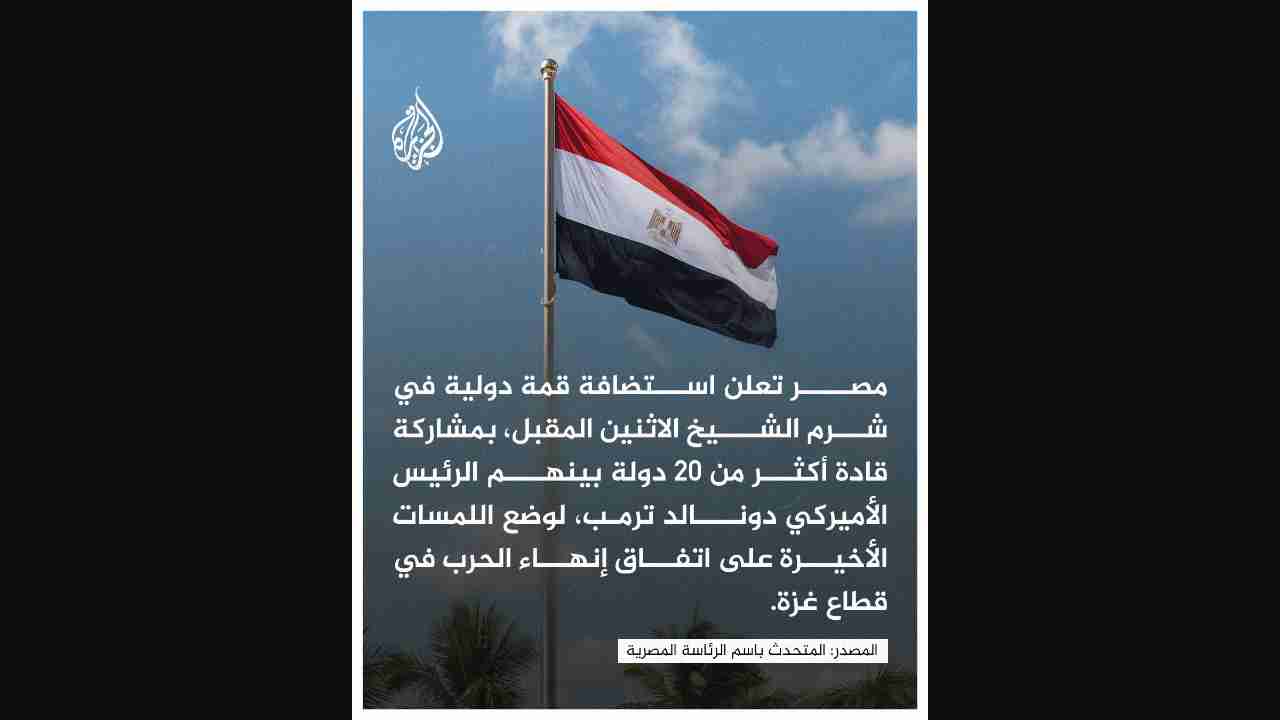 الجزيرة
مصر تعلن استضافة قمة دولية في
شرم الشيخ الاثنين المقبل، بمشاركة
قادة أكثر من 20 دولة بينهم الرئيس
الأميركي دونالد ترمب، لوضع اللمسات
الأخيرة على اتفاق إنهاء الحرب في
قطاع غزة.
المصدر: المتحدث باسم الرئاسة المصرية